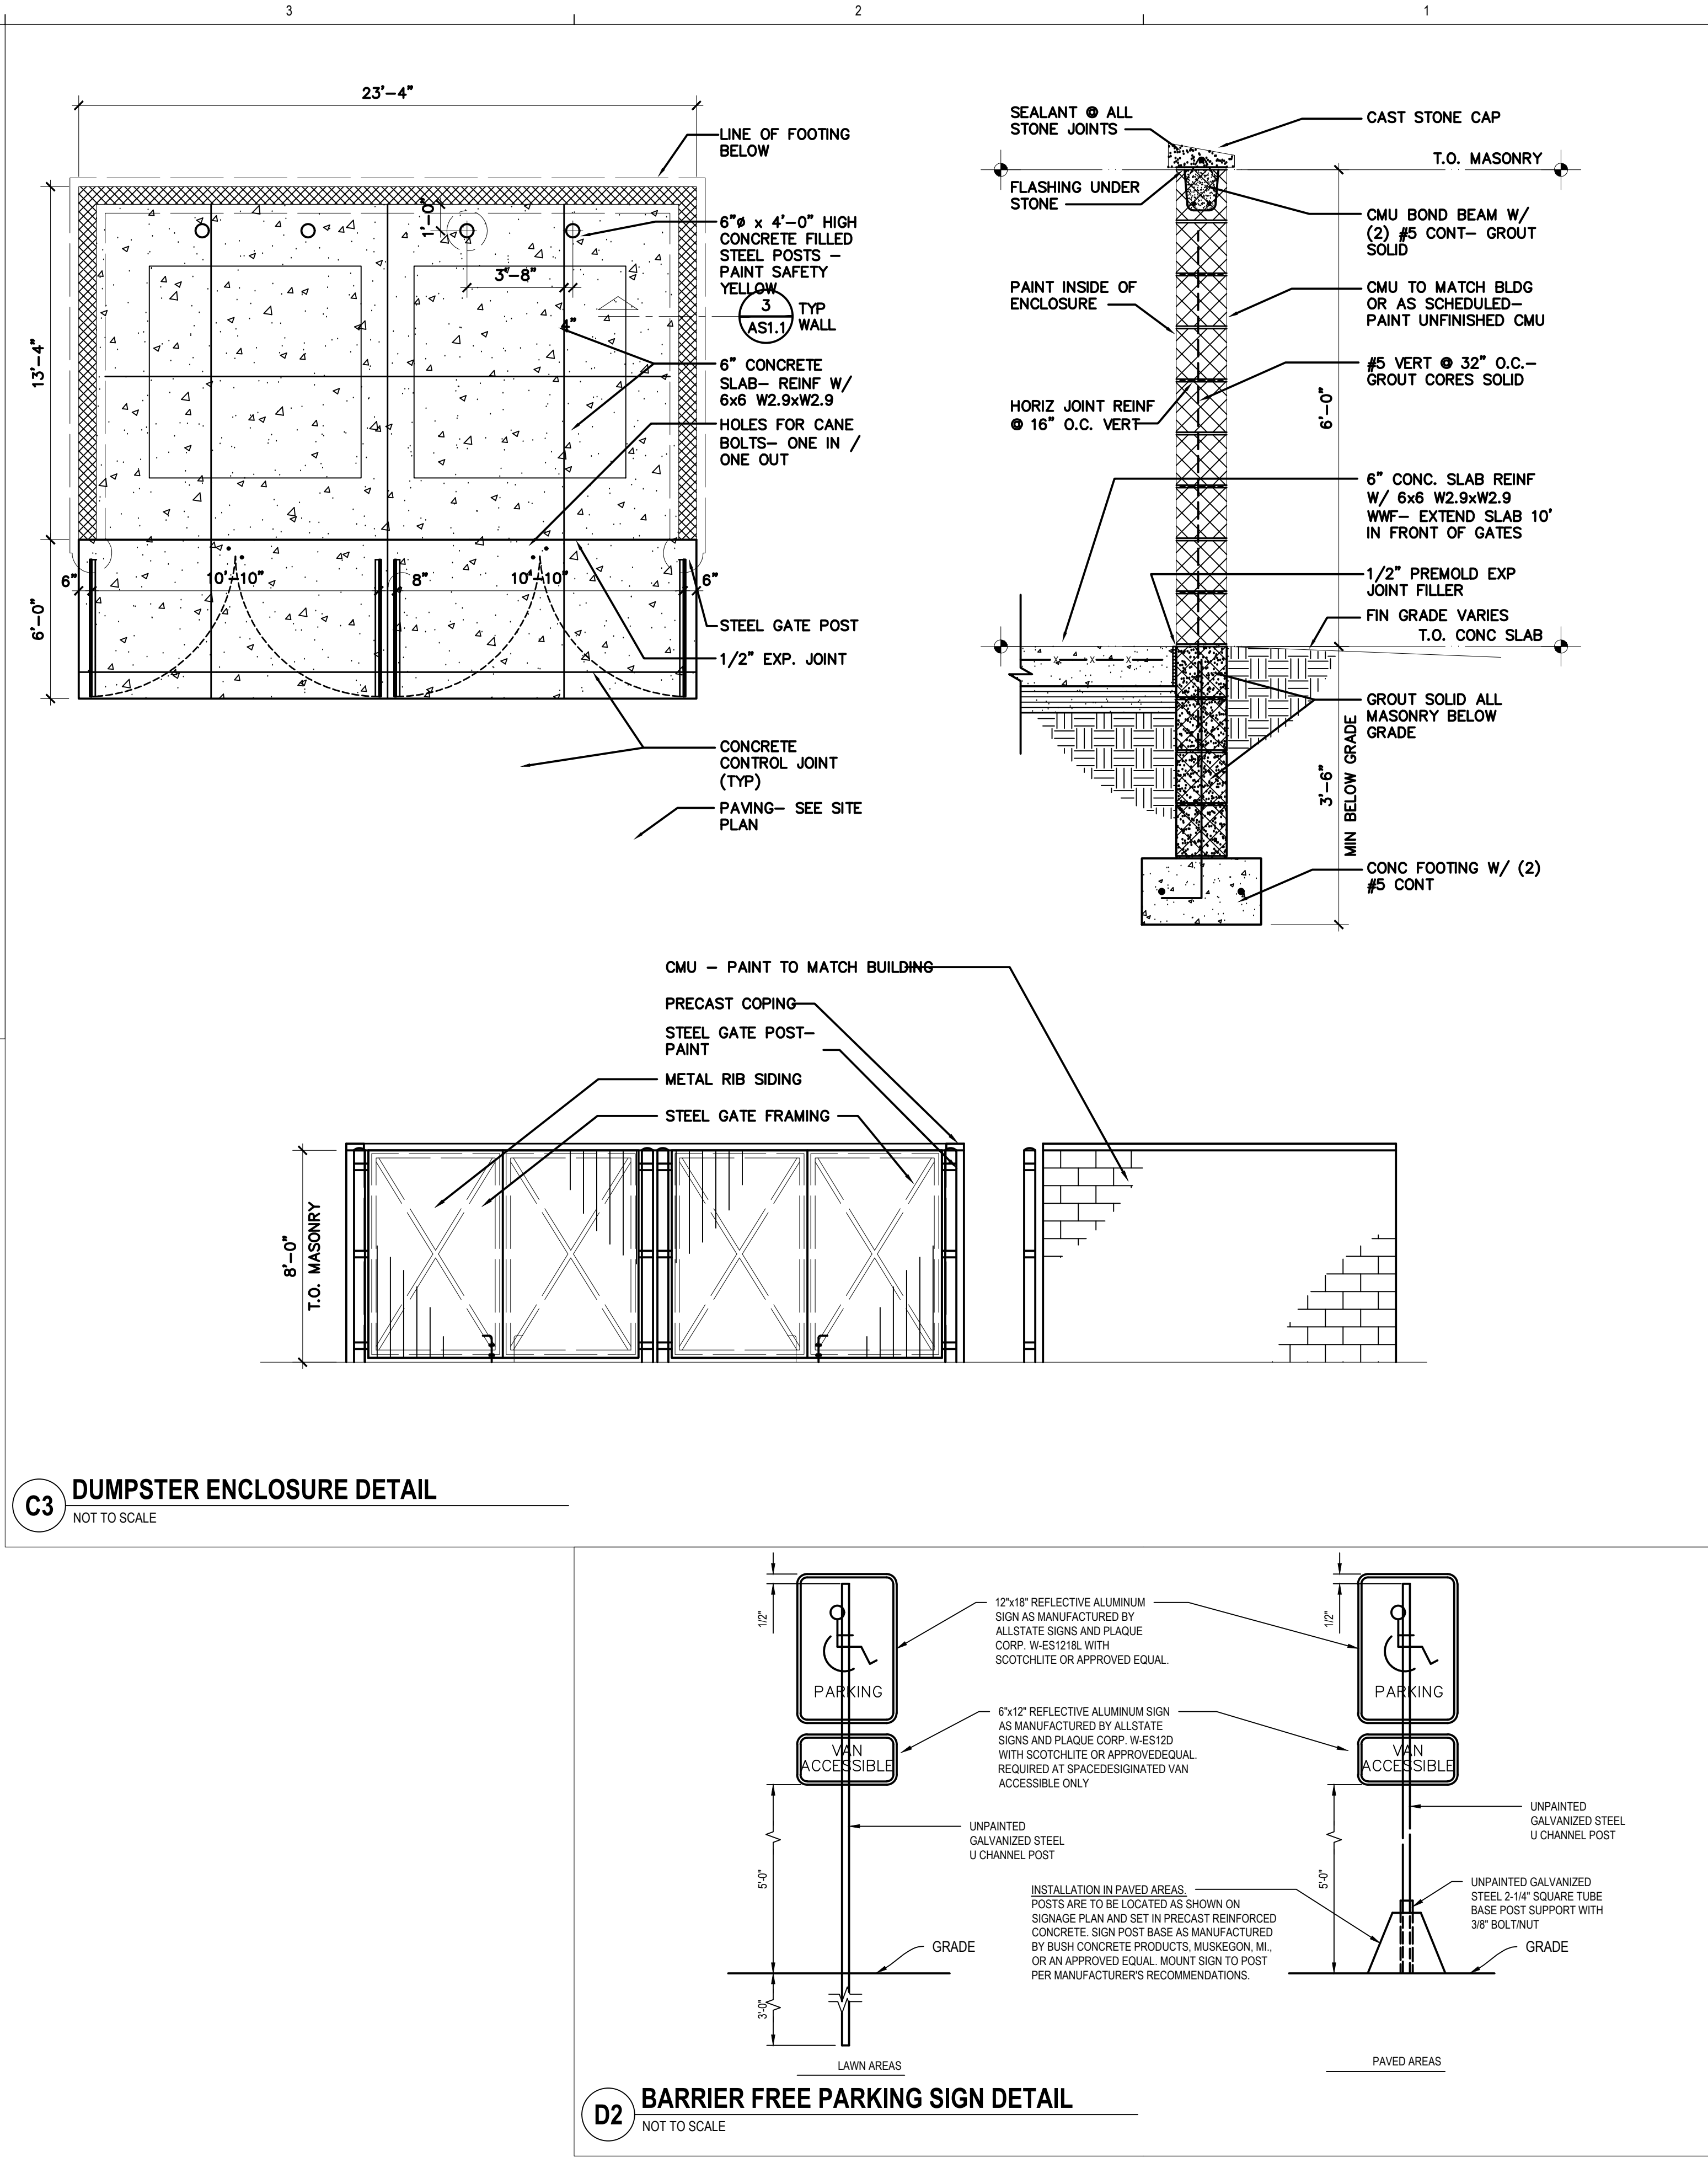 3
2
1
23'-4"
LINE OF FOOTING
BELOW
1'-0"
6"ø x 4'-0" HIGH
CONCRETE FILLED
STEEL POSTS -
PAINT SAFETY
YELLOW
3'-8"
3
AS1.1
TYP
WALL
4"
13'-4"
6" CONCRETE
SLAB- REINF W/
6x6 W2.9xW2.9
HOLES FOR CANE
BOLTS- ONE IN /
ONE OUT
6"
10'-10"
8"
10'-10"
6"
6'-0"
STEEL GATE POST
1/2" EXP. JOINT
CONCRETE
CONTROL JOINT
(TYP)
PAVING- SEE SITE
PLAN
SEALANT @ ALL
STONE JOINTS
CAST STONE CAP
T.O. MASONRY
FLASHING UNDER
STONE
CMU BOND BEAM W/
(2) #5 CONT- GROUT
SOLID
PAINT INSIDE OF
ENCLOSURE
CMU TO MATCH BLDG
OR AS SCHEDULED-
PAINT UNFINISHED CMU
#5 VERT @ 32" O.C.-
GROUT CORES SOLID
HORIZ JOINT REINF
@ 16" O.C. VERT
6'-0"
6" CONC. SLAB REINF
W/ 6x6 W2.9xW2.9
WWF- EXTEND SLAB 10'
IN FRONT OF GATES
1/2" PREMOLD EXP
JOINT FILLER
FIN GRADE VARIES
T.O. CONC SLAB
x x x
GROUT SOLID ALL
MASONRY BELOW
GRADE
3'-6"
MIN BELOW GRADE
CONC FOOTING W/ (2)
#5 CONT
CMU - PAINT TO MATCH BUILDING
PRECAST COPING
STEEL GATE POST-
PAINT
METAL RIB SIDING
STEEL GATE FRAMING
8'-0"
T.O. MASONRY
C3
DUMPSTER ENCLOSURE DETAIL
NOT TO SCALE
1/2"
PARKING
VAN
ACCESSIBLE
12"x18" REFLECTIVE ALUMINUM
SIGN AS MANUFACTURED BY
ALLSTATE SIGNS AND PLAQUE
CORP. W-ES1218L WITH
SCOTCHLITE OR APPROVED EQUAL.
6"x12" REFLECTIVE ALUMINUM SIGN
AS MANUFACTURED BY ALLSTATE
SIGNS AND PLAQUE CORP. W-ES12D
WITH SCOTCHLITE OR APPROVEDEQUAL.
REQUIRED AT SPACEDESIGINATED VAN
ACCESSIBLE ONLY
UNPAINTED
GALVANIZED STEEL
U CHANNEL POST
5'-0"
GRADE
3'-0"
LAWN AREAS
INSTALLATION IN PAVED AREAS.
POSTS ARE TO BE LOCATED AS SHOWN ON
SIGNAGE PLAN AND SET IN PRECAST REINFORCED
CONCRETE. SIGN POST BASE AS MANUFACTURED
BY BUSH CONCRETE PRODUCTS, MUSKEGON, MI.,
OR AN APPROVED EQUAL. MOUNT SIGN TO POST
PER MANUFACTURER'S RECOMMENDATIONS.
1/2"
PARKING
VAN
ACCESSIBLE
UNPAINTED
GALVANIZED STEEL
U CHANNEL POST
5'-0"
UNPAINTED GALVANIZED
STEEL 2-1/4" SQUARE TUBE
BASE POST SUPPORT WITH
3/8" BOLT/NUT
GRADE
PAVED AREAS
D2
BARRIER FREE PARKING SIGN DETAIL
NOT TO SCALE